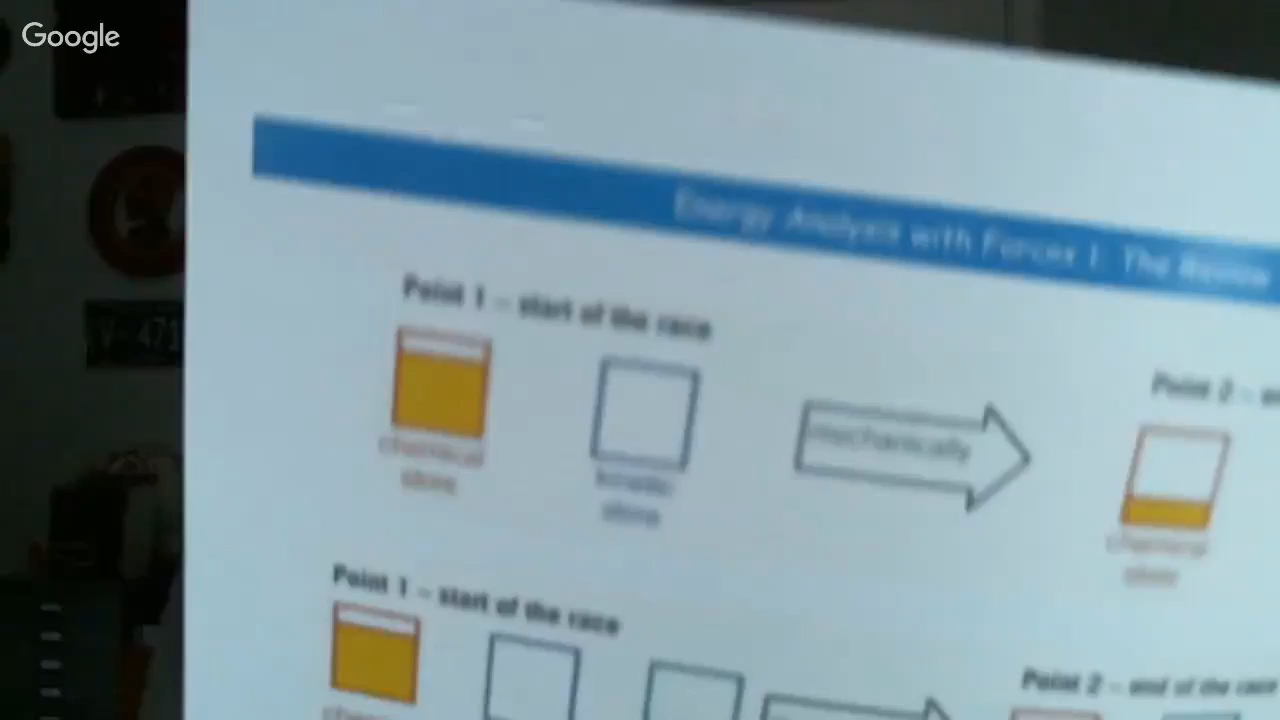 Google
Energy Analysis with Forces 1: The Review
Point 1 – start of the race
Point 2 –
mechanically
chemical
store
kinetic
store
chemical
store
Point 1 – start of the race
Point 2 – end of the race